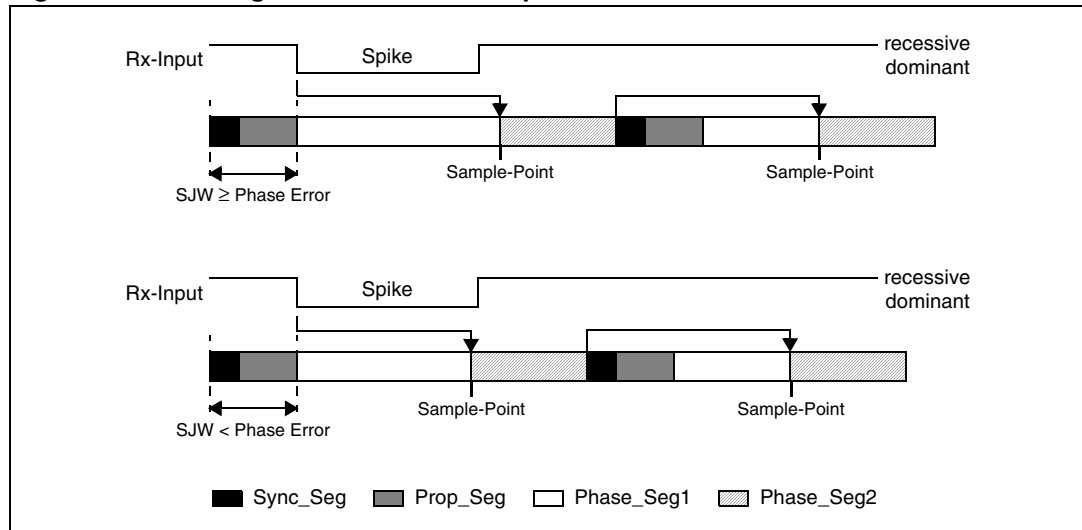 Rx-Input
Spike
recessive
dominant
Sample-Point
Sample-Point
SJW ≥ Phase Error
Rx-Input
Spike
recessive
dominant
Sample-Point
Sample-Point
SJW < Phase Error
Sync_Seg
Prop_Seg
Phase_Seg1
Phase_Seg2